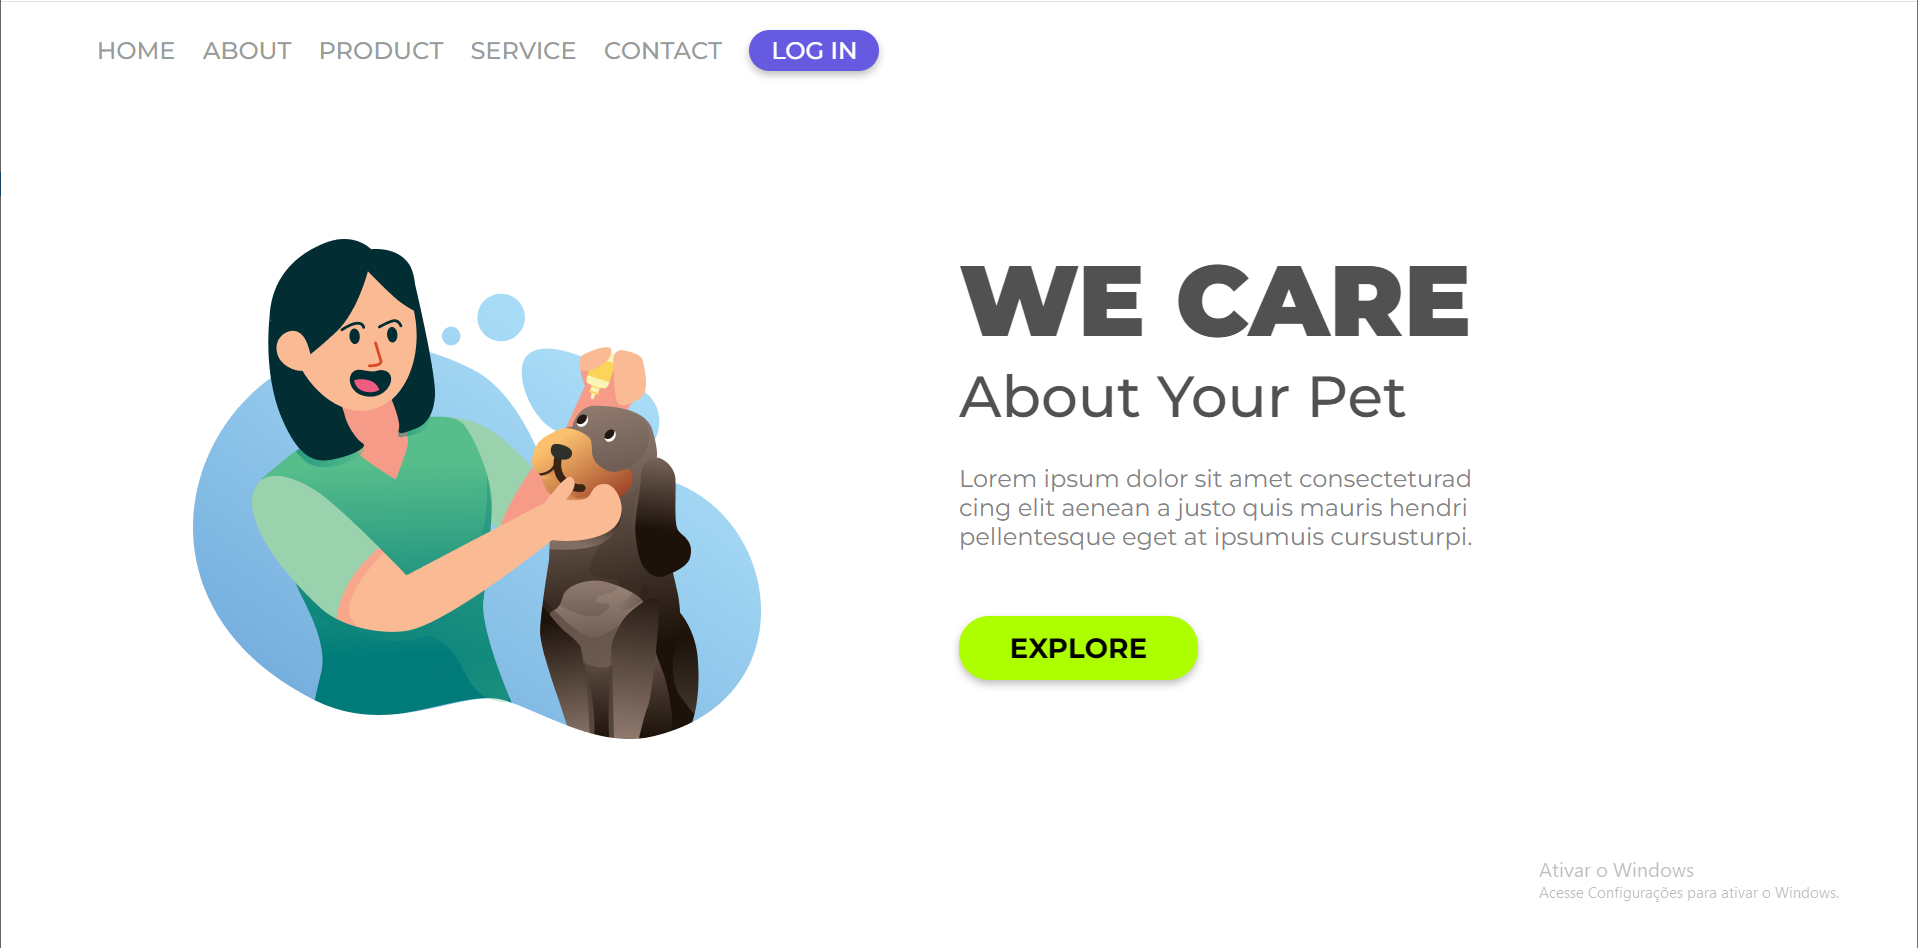 HOME ABOUT PRODUCT SERVICE CONTACT LOG IN
WE CARE
About Your Pet
Lorem ipsum dolor sit amet consecteturad
cing elit aenean a justo quis mauris hendri
pellentesque eget at ipsumuis cursusturpi.
EXPLORE
Ativar o Windows
Acesse Configurações para ativar o Windows.